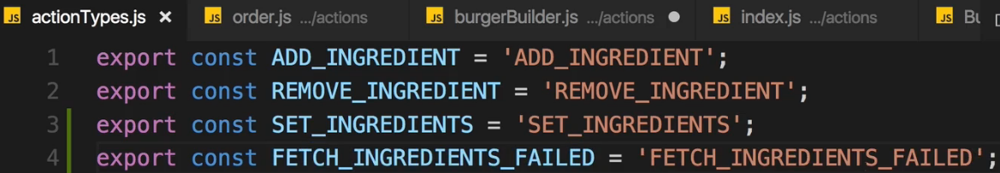 JS actionTypes.js × JS order.js .../actions JS burgerBuilder.js .../actions JS index.js .../actions JS Bu
1 export const ADD_INGREDIENT = 'ADD_INGREDIENT';
2 export const REMOVE_INGREDIENT = 'REMOVE_INGREDIENT';
3 export const SET_INGREDIENTS = 'SET_INGREDIENTS';
4 export const FETCH_INGREDIENTS_FAILED = 'FETCH_INGREDIENTS_FAILED';